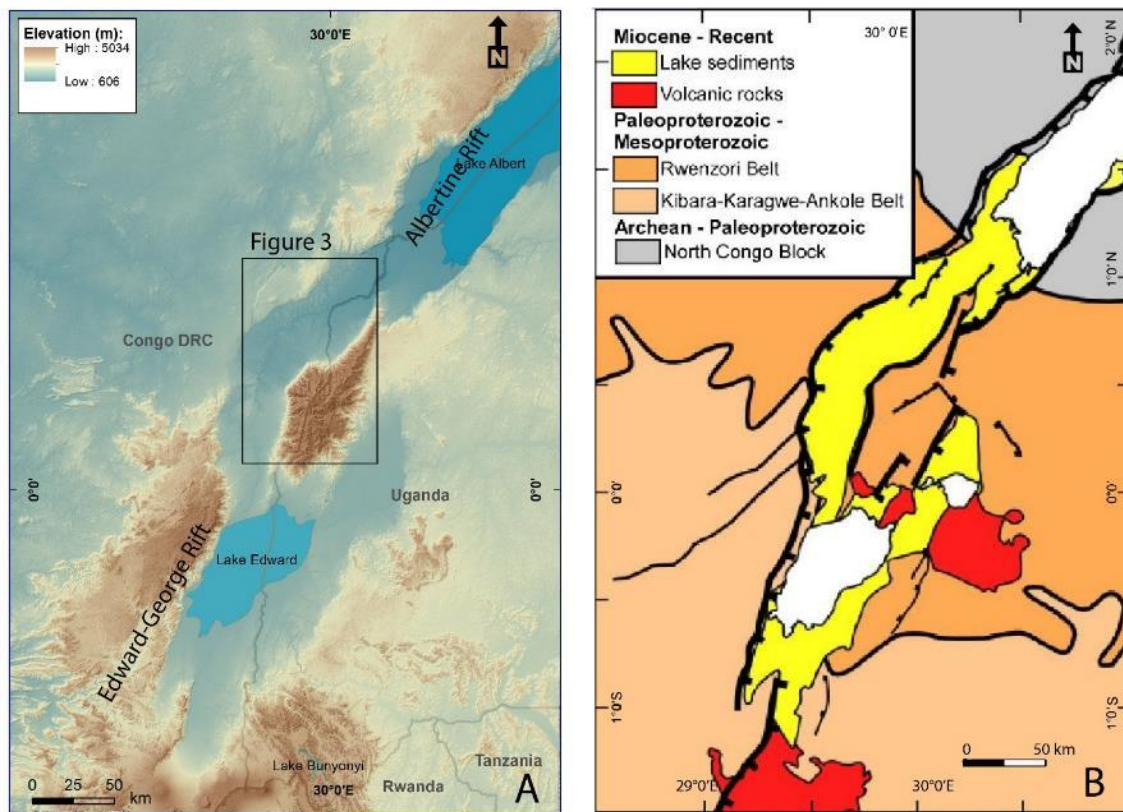 Elevation (m):
High : 5034
Low : 606
30°0'E
N
Albertine Rift
Lake Albert
Figure 3
Congo DRC
0°0'
Uganda
0°0'
Lake Edward
Edward-George Rift
Lake Bunyonyi
30°0'E
Tanzania
Rwanda
0 25 50
km
A
Miocene - Recent
Lake sediments
Volcanic rocks
Paleoproterozoic -
Mesoproterozoic
Rwenzori Belt
Kibara-Karagwe-Ankole Belt
Archean - Paleoproterozoic
North Congo Block
30° 0'E
N
2°0' N
1°0' N
0°0'
0°0'
1°0'S
1°0'S
0 50 km
29°0'E
30°0'E
B